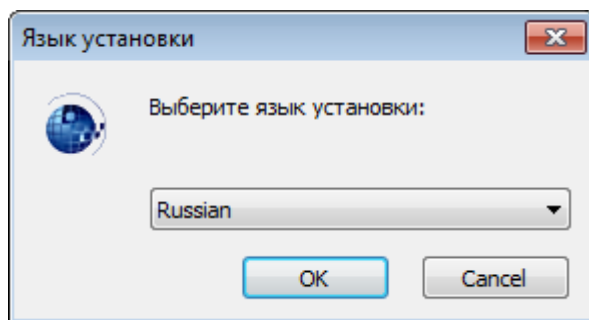 Язык установки
Выберите язык установки:
Russian
OK
Cancel